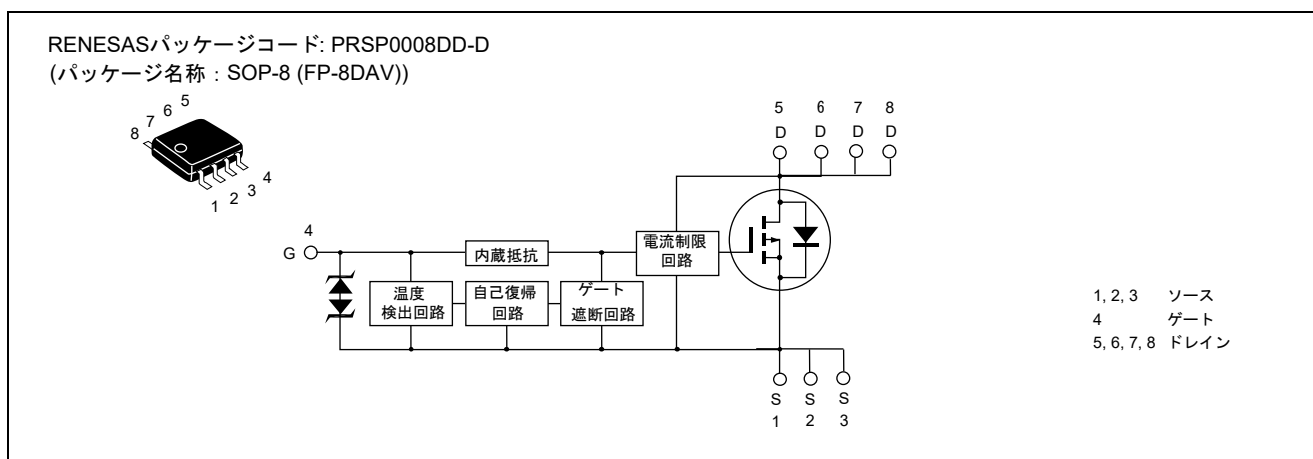 RENESASパッケージコード: PRSP0008DD-D
(パッケージ名称：SOP-8 (FP-8DAV))
8 7 6 5
1 2 3 4
5 6 7 8
D D D D
4
G
内蔵抵抗
電流制限
回路
温度
検出回路
自己復帰
回路
ゲート
遮断回路
S S S
1 2 3
1, 2, 3 ソース
4 ゲート
5, 6, 7, 8 ドレイン